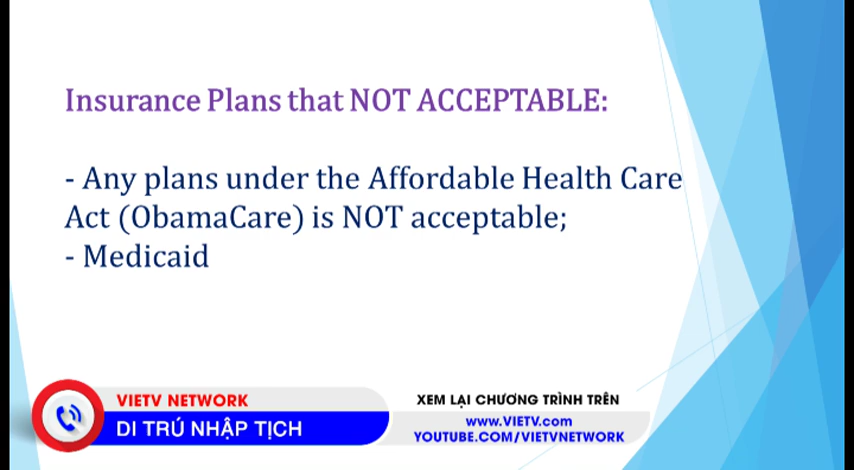 Insurance Plans that NOT ACCEPTABLE:
- Any plans under the Affordable Health Care
Act (ObamaCare) is NOT acceptable;
- Medicaid
VIETV NETWORK
DI TRÚ NHẬP TỊCH
XEM LẠI CHƯƠNG TRÌNH TRÊN
www.VIETV.com
YOUTUBE.COM/VIETVNETWORK